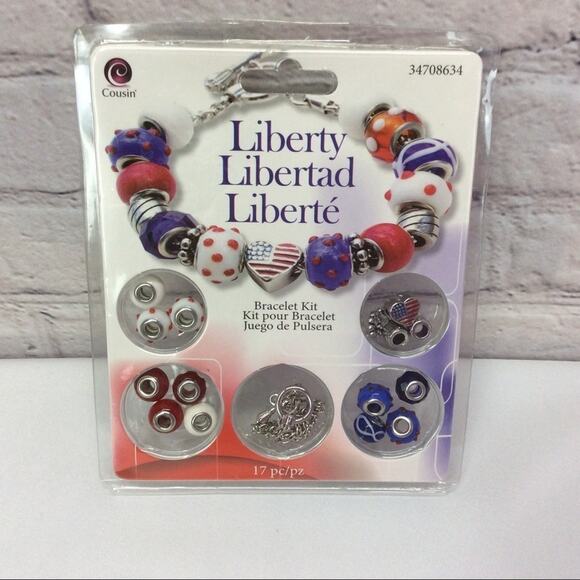 Cousin
34708634
Liberty
Libertad
Liberté
Bracelet Kit
Kit pour Bracelet
Juego de Pulsera
17 pc/pz